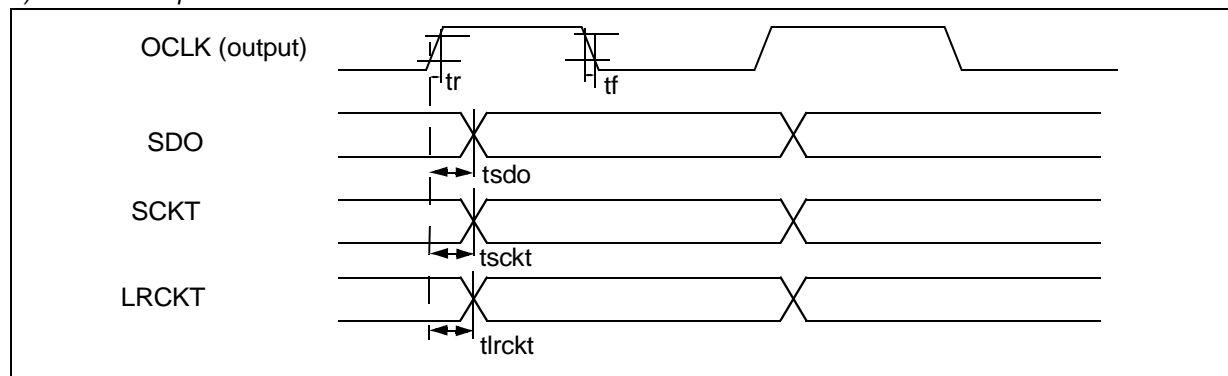 OCLK (output)
tr
tf
SDO
tsdo
SCKT
tsckt
LRCKT
tlrckt